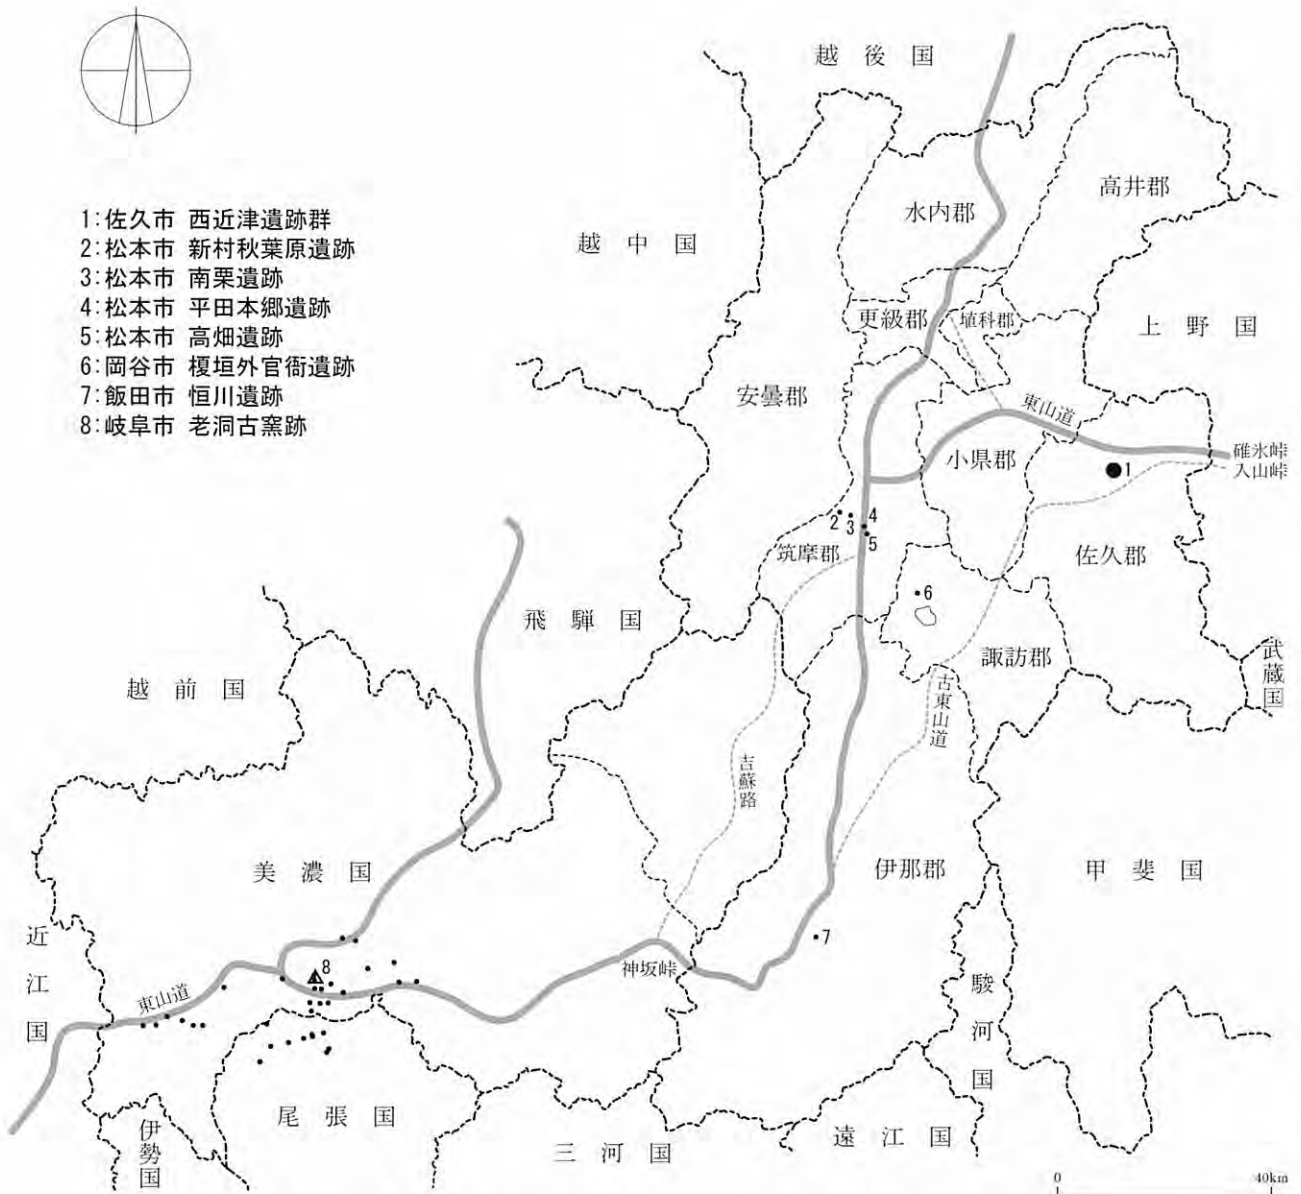 1:佐久市 西近津遺跡群
2:松本市 新村秋葉原遺跡
3:松本市 南栗遺跡
4:松本市 平田本郷遺跡
5:松本市 高畑遺跡
6:岡谷市 榎垣外官衙遺跡
7:飯田市 恒川遺跡
8:岐阜市 老洞古窯跡
越後国
高井郡
水内郡
越中国
更級郡
埴科郡
上野国
安曇郡
東山道
碓氷峠
入山峠
小県郡
1
2
3
4
5
筑摩郡
佐久郡
6
飛騨国
諏訪郡
武蔵国
越前国
古東山道
吉蘇路
美濃国
伊那郡
甲斐国
近江国
7
神坂峠
8
東山道
駿河国
尾張国
伊勢国
三河国
遠江国
0
40km